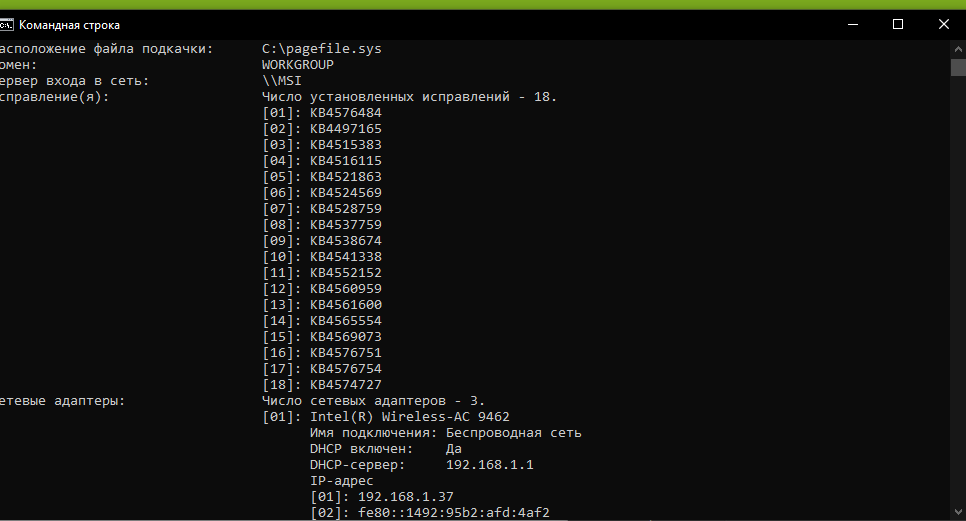 Командная строка
асположение файла подкачки: C:\pagefile.sys
омен: WORKGROUP
ервер входа в сеть: \\MSI
справление(я): Число установленных исправлений - 18.
[01]: KB4576484
[02]: KB4497165
[03]: KB4515383
[04]: KB4516115
[05]: KB4521863
[06]: KB4524569
[07]: KB4528759
[08]: KB4537759
[09]: KB4538674
[10]: KB4541338
[11]: KB4552152
[12]: KB4560959
[13]: KB4561600
[14]: KB4565554
[15]: KB4569073
[16]: KB4576751
[17]: KB4576754
[18]: KB4574727
етевые адаптеры: Число сетевых адаптеров - 3.
[01]: Intel(R) Wireless-AC 9462
Имя подключения: Беспроводная сеть
DHCP включен: Да
DHCP-сервер: 192.168.1.1
IP-адрес
[01]: 192.168.1.37
[02]: fe80::1492:95b2:afd:4af2